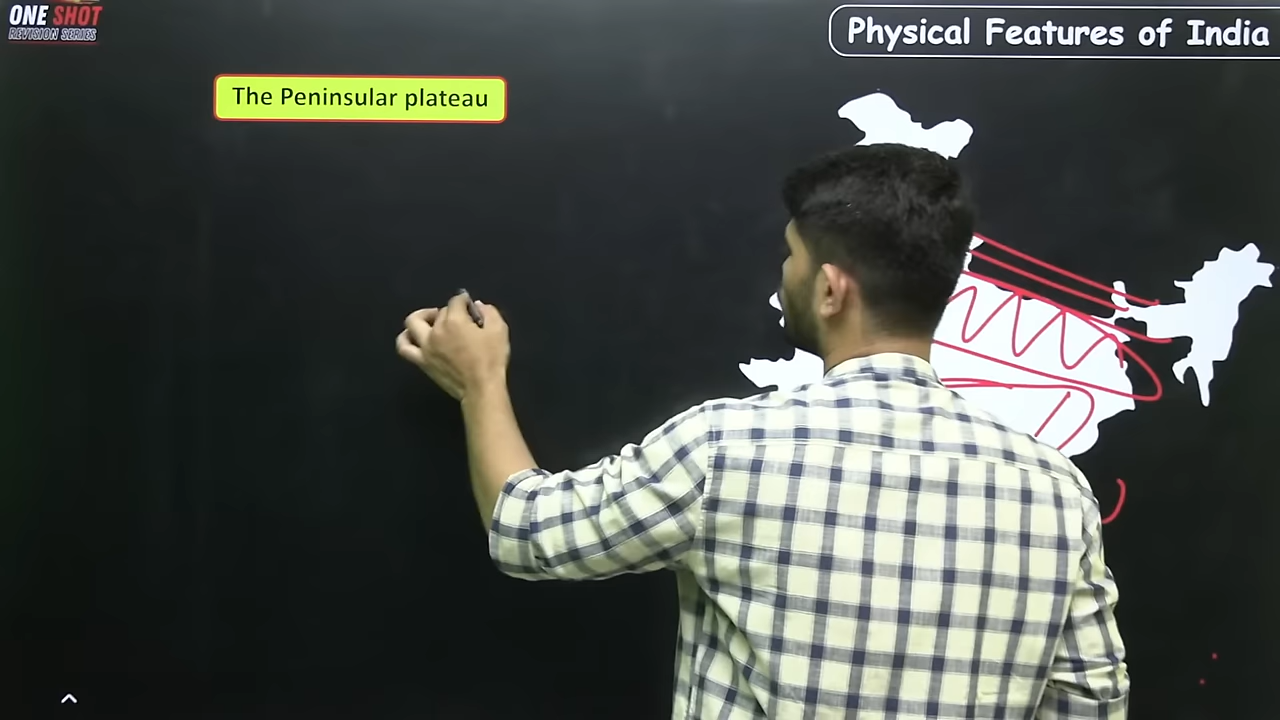 ONE SHOT
REVISION SERIES
Physical Features of India
The Peninsular plateau